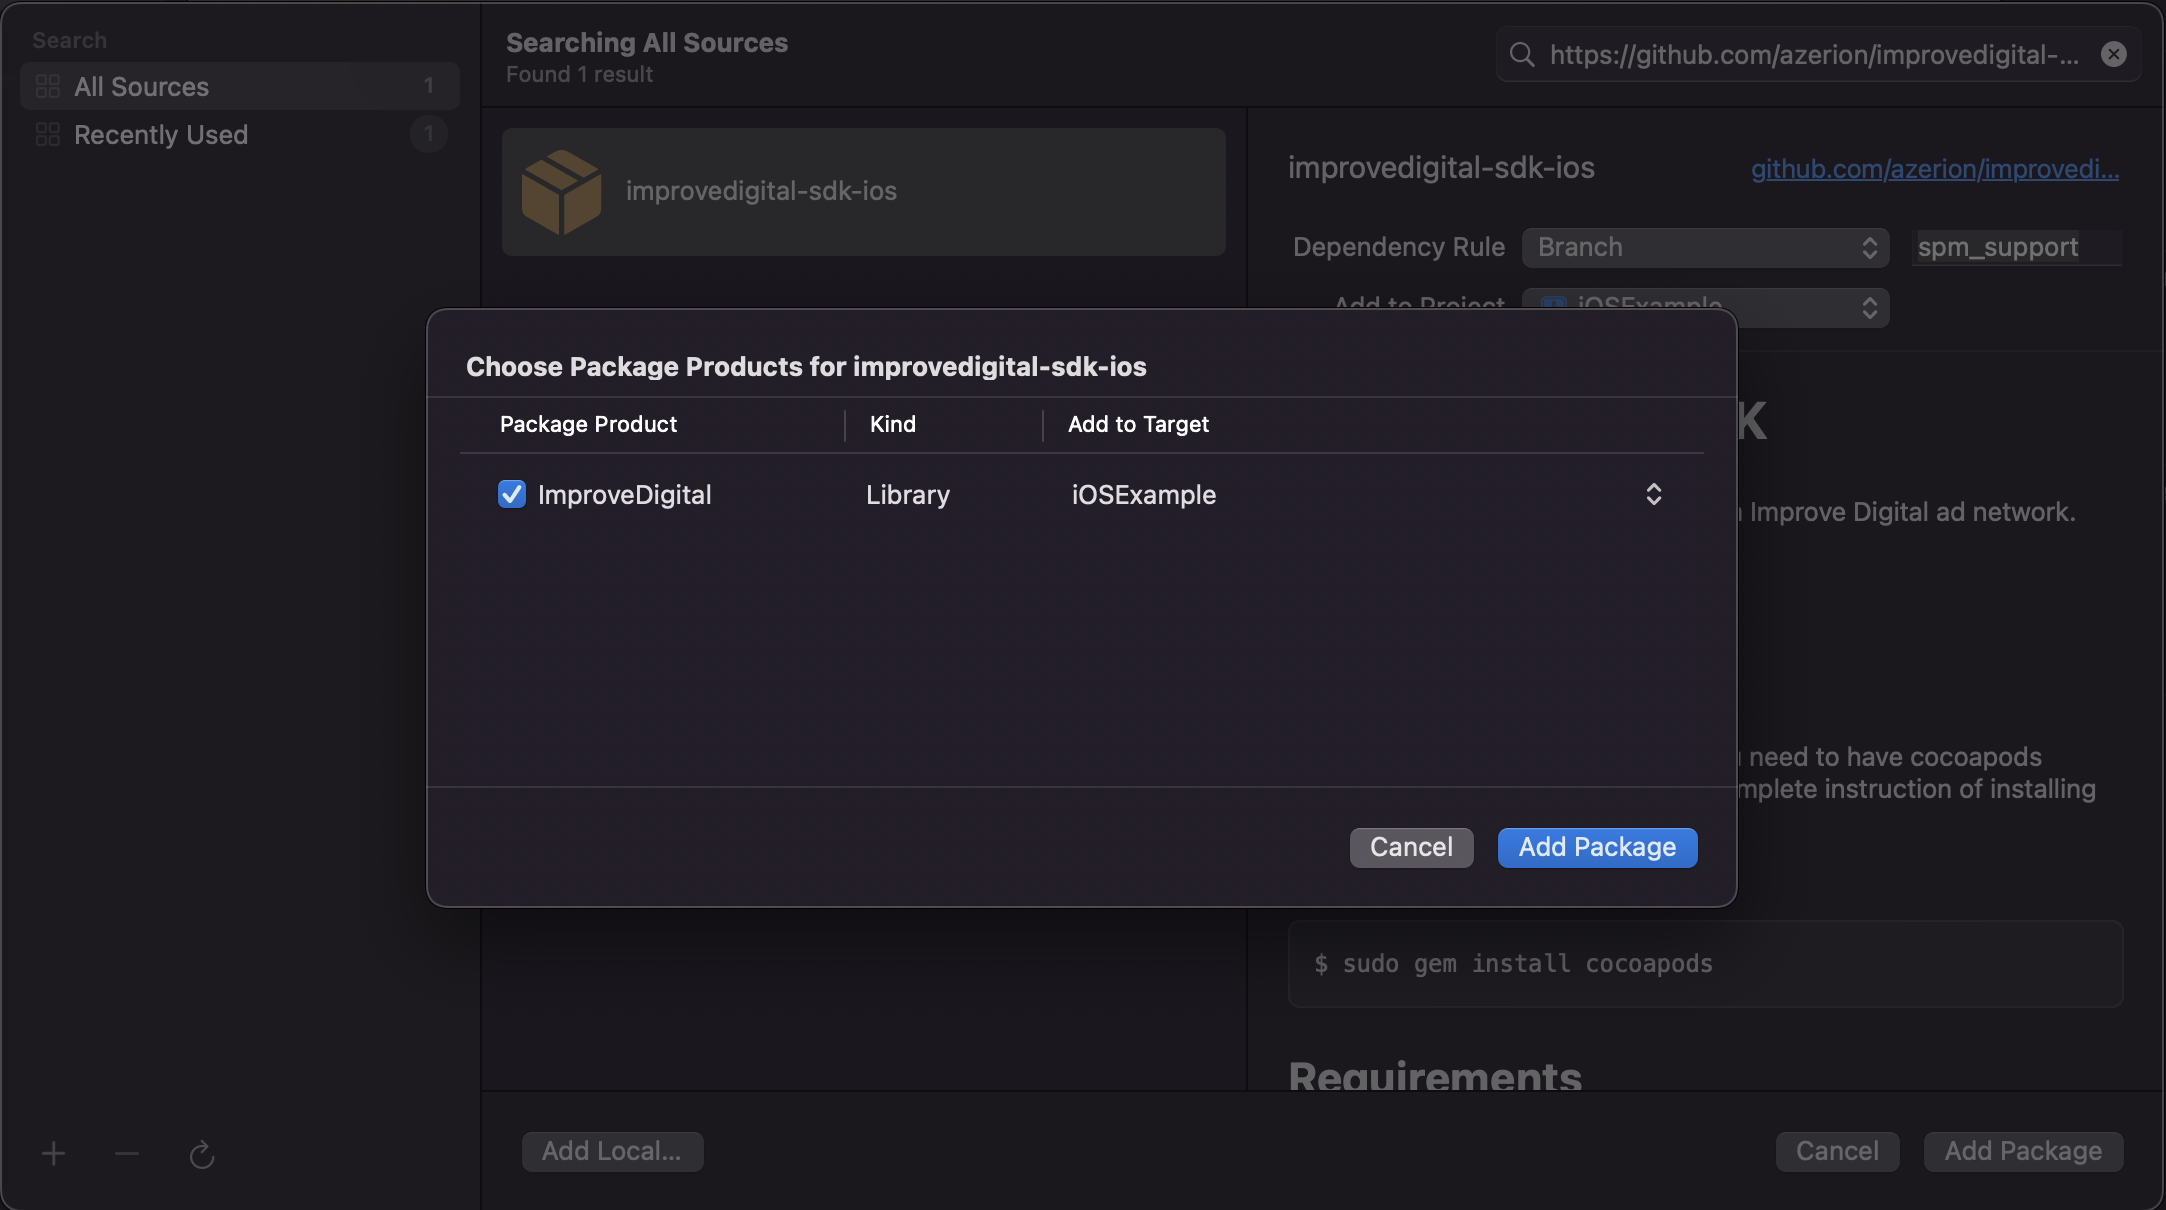 Search
All Sources 1
Recently Used 1
Searching All Sources
Found 1 result
https://github.com/azerion/improvedigital-...
improvedigital-sdk-ios
improvedigital-sdk-ios
github.com/azerion/improvedi...
Dependency Rule Branch spm_support
Add to Project iOSExample
Choose Package Products for improvedigital-sdk-ios
Package Product Kind Add to Target
ImproveDigital Library iOSExample
Cancel Add Package
K
Improve Digital ad network.
need to have cocoapods
mplete instruction of installing
$ sudo gem install cocoapods
Requirements
Add Local... Cancel Add Package